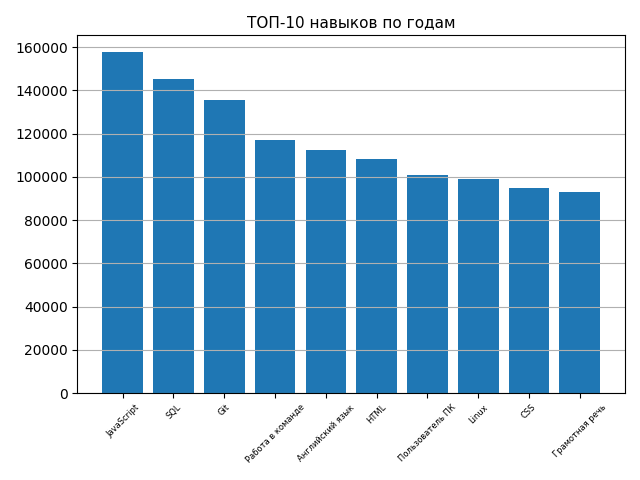 ТОП-10 навыков по годам
160000
140000
120000
100000
80000
60000
40000
20000
0
JavaScript
SQL
Git
Работа в команде
Английский язык
HTML
Пользователь ПК
Linux
CSS
Грамотная речь